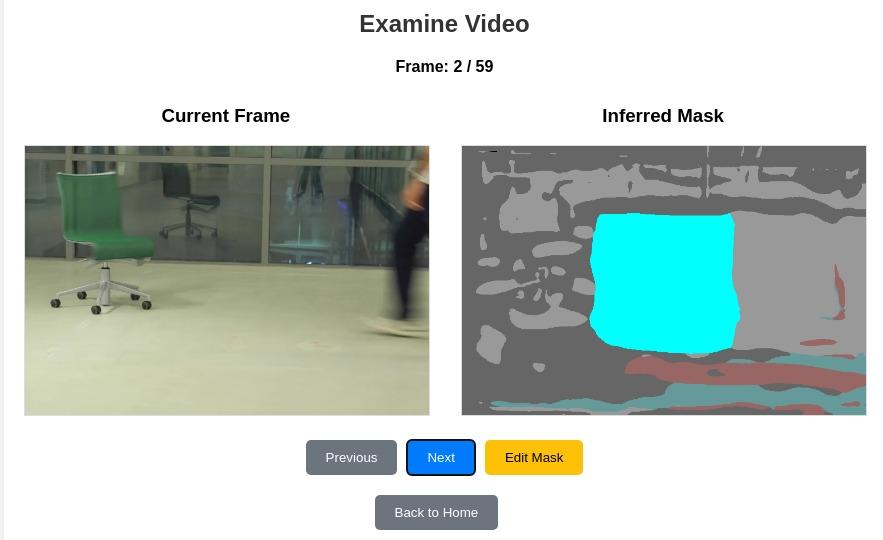 Examine Video
Frame: 2 / 59
Current Frame
Inferred Mask
Previous
Next
Edit Mask
Back to Home